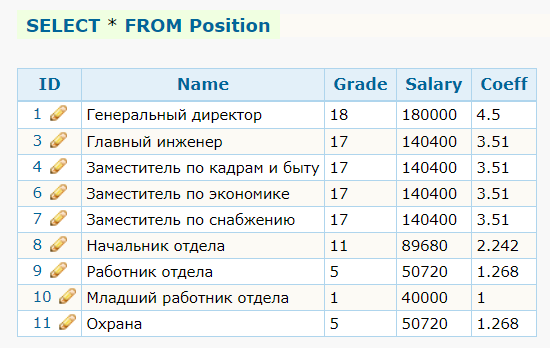 SELECT * FROM Position
ID Name Grade Salary Coeff
1 Генеральный директор 18 180000 4.5
3 Главный инженер 17 140400 3.51
4 Заместитель по кадрам и быту 17 140400 3.51
6 Заместитель по экономике 17 140400 3.51
7 Заместитель по снабжению 17 140400 3.51
8 Начальник отдела 11 89680 2.242
9 Работник отдела 5 50720 1.268
10 Младший работник отдела 1 40000 1
11 Охрана 5 50720 1.268